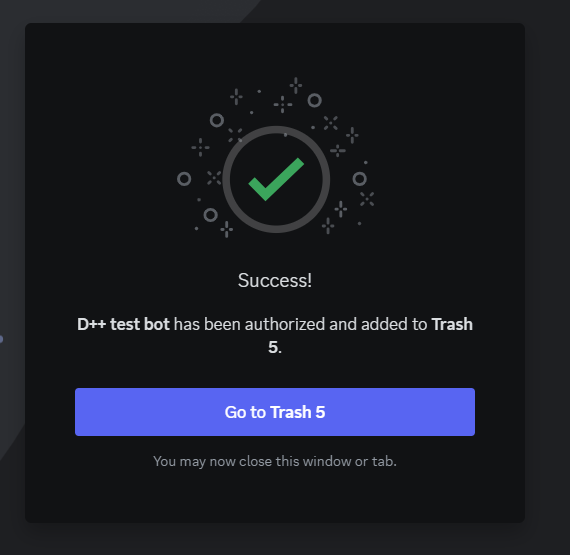 Success!
D++ test bot has been authorized and added to Trash
5.
Go to Trash 5
You may now close this window or tab.